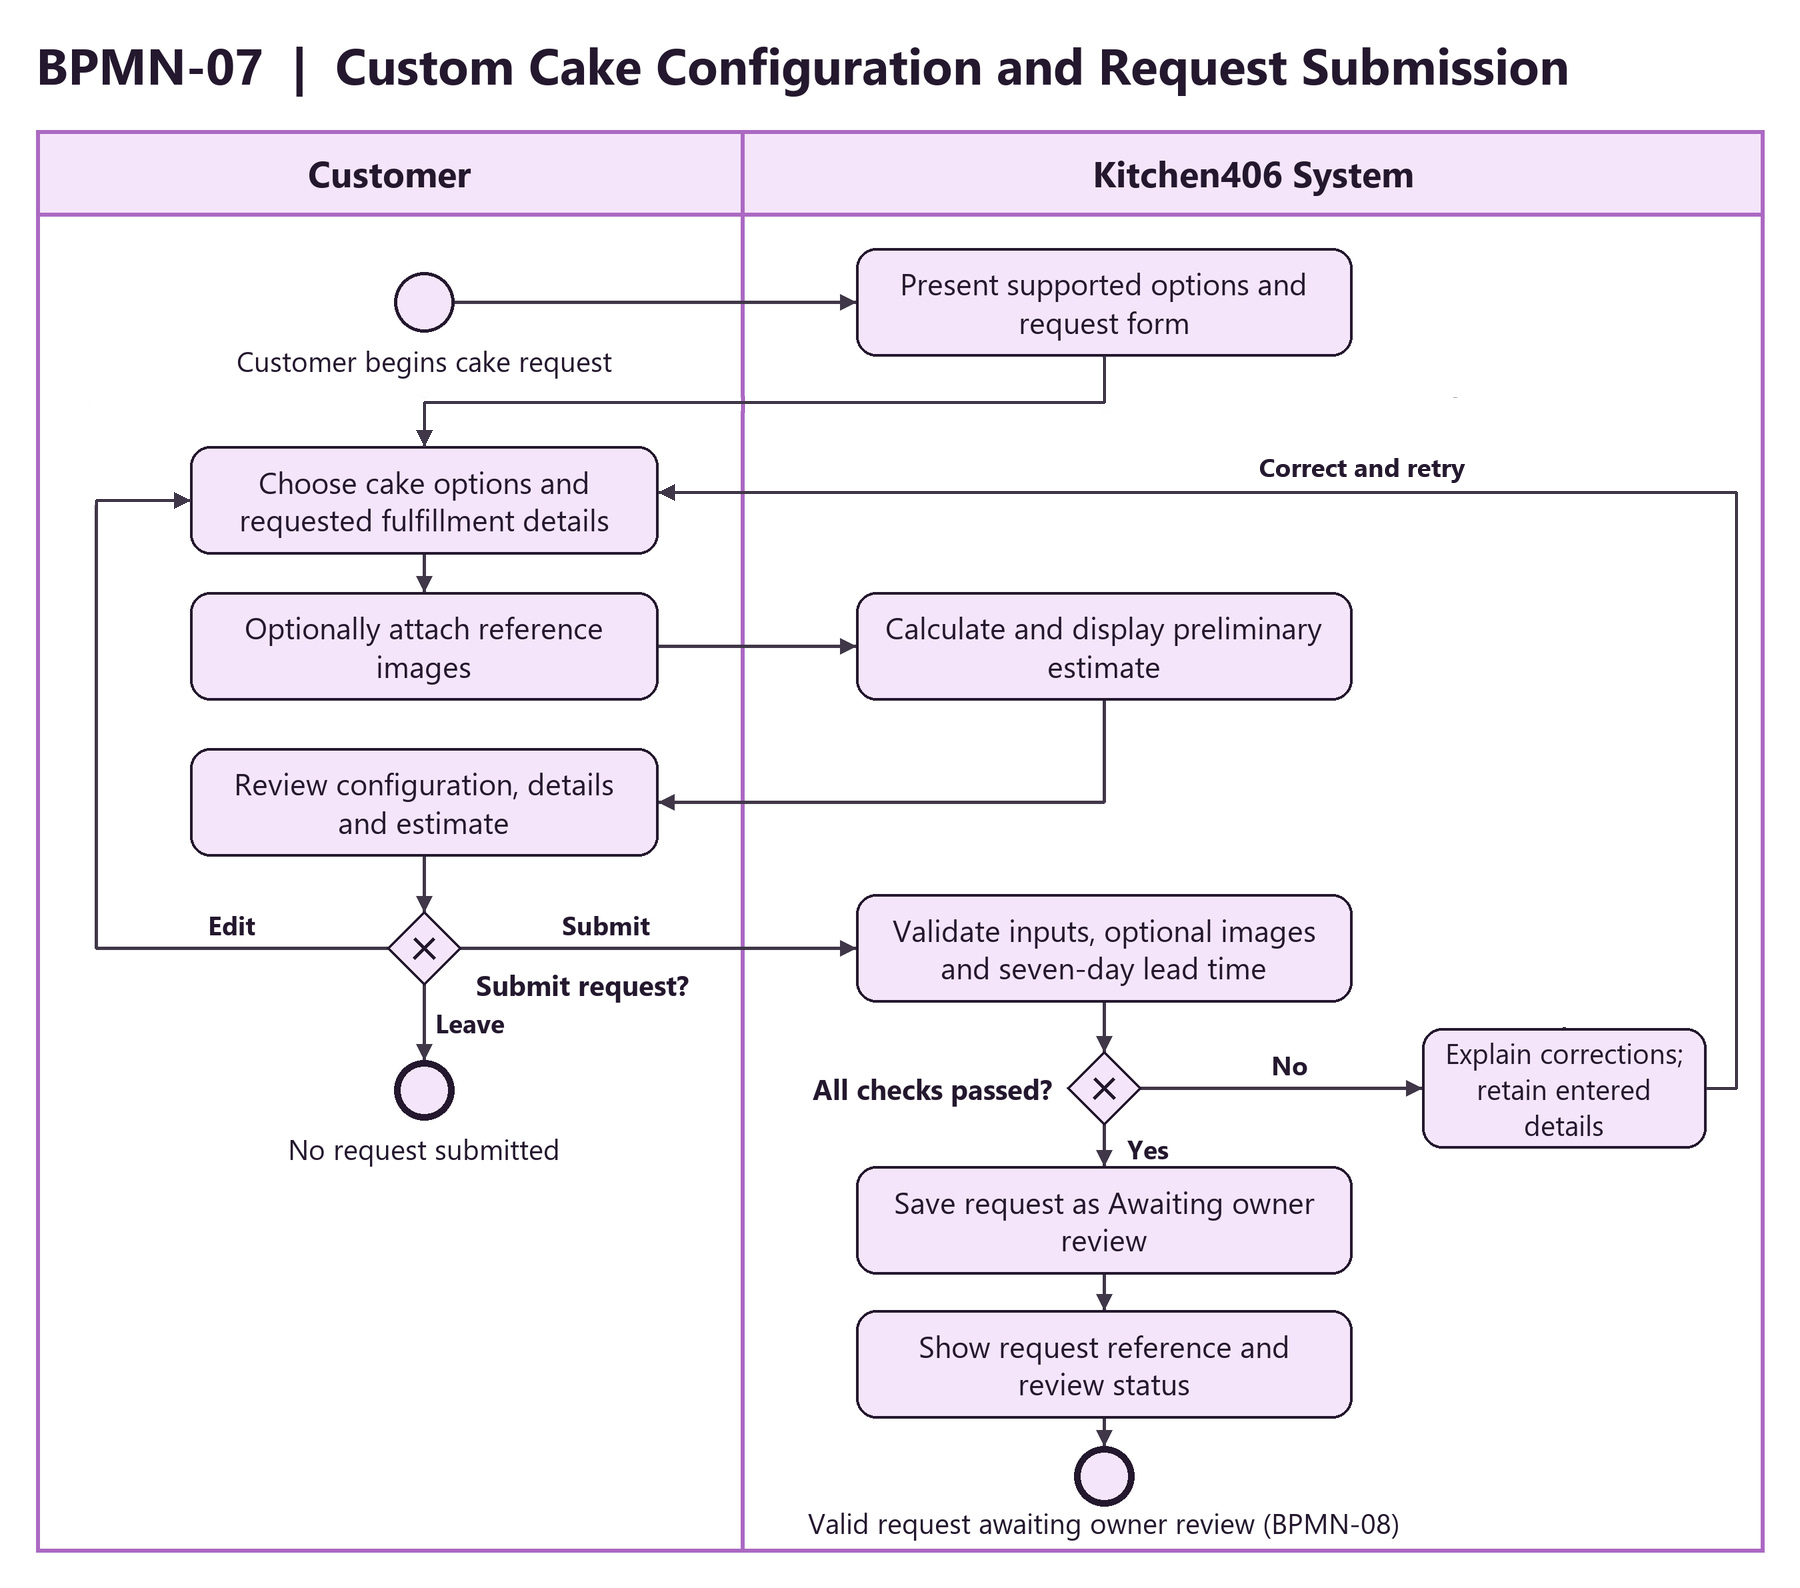 BPMN-07 | Custom Cake Configuration and Request Submission
Customer
Kitchen406 System
Present supported options and
request form
Customer begins cake request
Choose cake options and
requested fulfillment details
Correct and retry
Optionally attach reference
images
Calculate and display preliminary
estimate
Review configuration, details
and estimate
Edit
Submit
Validate inputs, optional images
and seven-day lead time
Submit request?
Leave
No request submitted
All checks passed?
No
Explain corrections;
retain entered
details
Yes
Save request as Awaiting owner
review
Show request reference and
review status
Valid request awaiting owner review (BPMN-08)